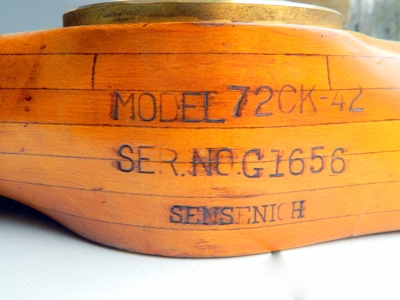 MODEL 72CK-42
SER. NO. G1656
SENSENICH